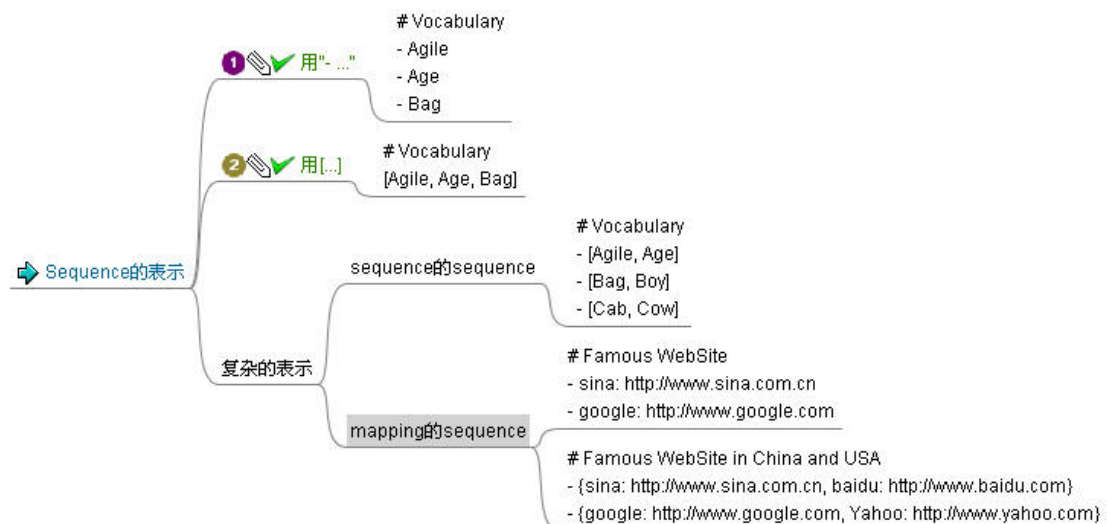 Sequence的表示
1
用"- ..."
# Vocabulary
- Agile
- Age
- Bag
2
用[...]
# Vocabulary
[Agile, Age, Bag]
复杂的表示
sequence的sequence
# Vocabulary
- [Agile, Age]
- [Bag, Boy]
- [Cab, Cow]
mapping的sequence
# Famous WebSite
- sina: http://www.sina.com.cn
- google: http://www.google.com
# Famous WebSite in China and USA
- {sina: http://www.sina.com.cn, baidu: http://www.baidu.com}
- {google: http://www.google.com, Yahoo: http://www.yahoo.com}